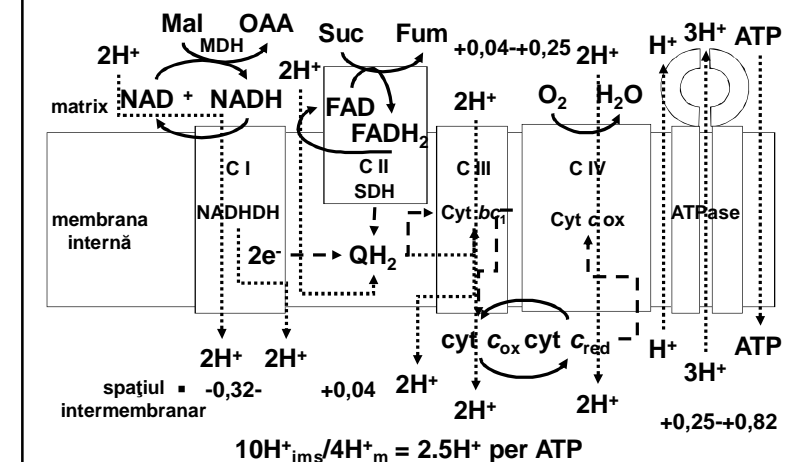 Mal OAA
MDH
Suc Fum
+0,04-+0,25
2H+
H+
3H+
ATP
2H+
2H+
matrix
NAD +
NADH
FAD
FADH2
2H+
O2
H2O
C I
C II
SDH
C III
C IV
NADHDH
Cyt bc1
Cyt c ox
ATPase
membrana
internă
2e-
QH2
cyt cox cyt cred
H+
ATP
2H+
2H+
2H+
2H+
2H+
3H+
spaţiul
intermembranar
-0,32-
+0,04
+0,25-+0,82
10H+ims/4H+m = 2.5H+ per ATP